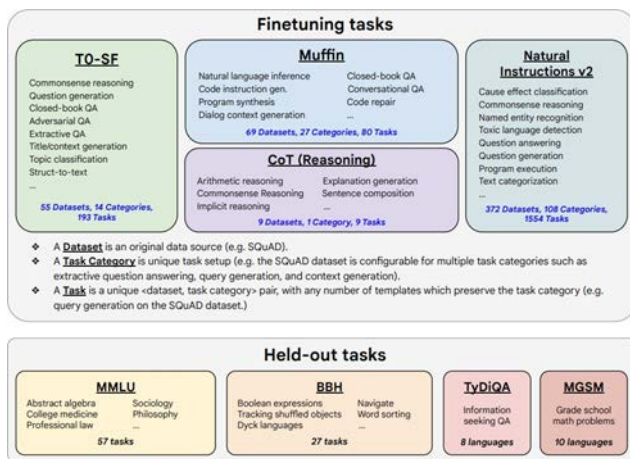 Finetuning tasks
T0-SF
Commonsense reasoning
Question generation
Closed-book QA
Adversarial QA
Extractive QA
Title/context generation
Topic classification
Struct-to-text
...
55 Datasets, 14 Categories,
193 Tasks
Muffin
Natural language inference
Code instruction gen.
Program synthesis
Dialog context generation
Closed-book QA
Conversational QA
Code repair
...
69 Datasets, 27 Categories, 80 Tasks
CoT (Reasoning)
Arithmetic reasoning
Commonsense Reasoning
Implicit reasoning
Explanation generation
Sentence composition
...
9 Datasets, 1 Category, 9 Tasks
Natural
Instructions v2
Cause effect classification
Commonsense reasoning
Named entity recognition
Toxic language detection
Question answering
Question generation
Program execution
Text categorization
...
372 Datasets, 108 Categories,
1554 Tasks
❖ A Dataset is an original data source (e.g. SQuAD).
❖ A Task Category is unique task setup (e.g. the SQuAD dataset is configurable for multiple task categories such as
extractive question answering, query generation, and context generation).
❖ A Task is a unique <dataset, task category> pair, with any number of templates which preserve the task category (e.g.
query generation on the SQuAD dataset.)
Held-out tasks
MMLU
Abstract algebra
College medicine
Professional law
Sociology
Philosophy
...
57 tasks
BBH
Boolean expressions
Tracking shuffled objects
Dyck languages
Navigate
Word sorting
...
27 tasks
TyDiQA
Information
seeking QA
8 languages
MGSM
Grade school
math problems
10 languages